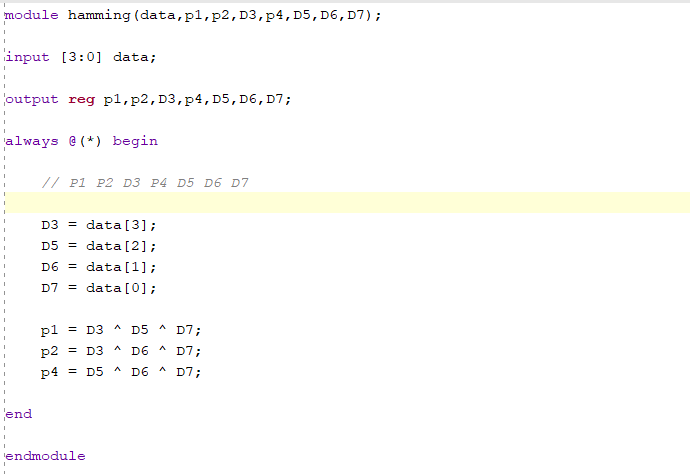 module hamming(data,p1,p2,D3,p4,D5,D6,D7);
input [3:0] data;
output reg p1,p2,D3,p4,D5,D6,D7;
always @(*) begin
// P1 P2 D3 P4 D5 D6 D7
D3 = data[3];
D5 = data[2];
D6 = data[1];
D7 = data[0];
p1 = D3 ^ D5 ^ D7;
p2 = D3 ^ D6 ^ D7;
p4 = D5 ^ D6 ^ D7;
end
endmodule